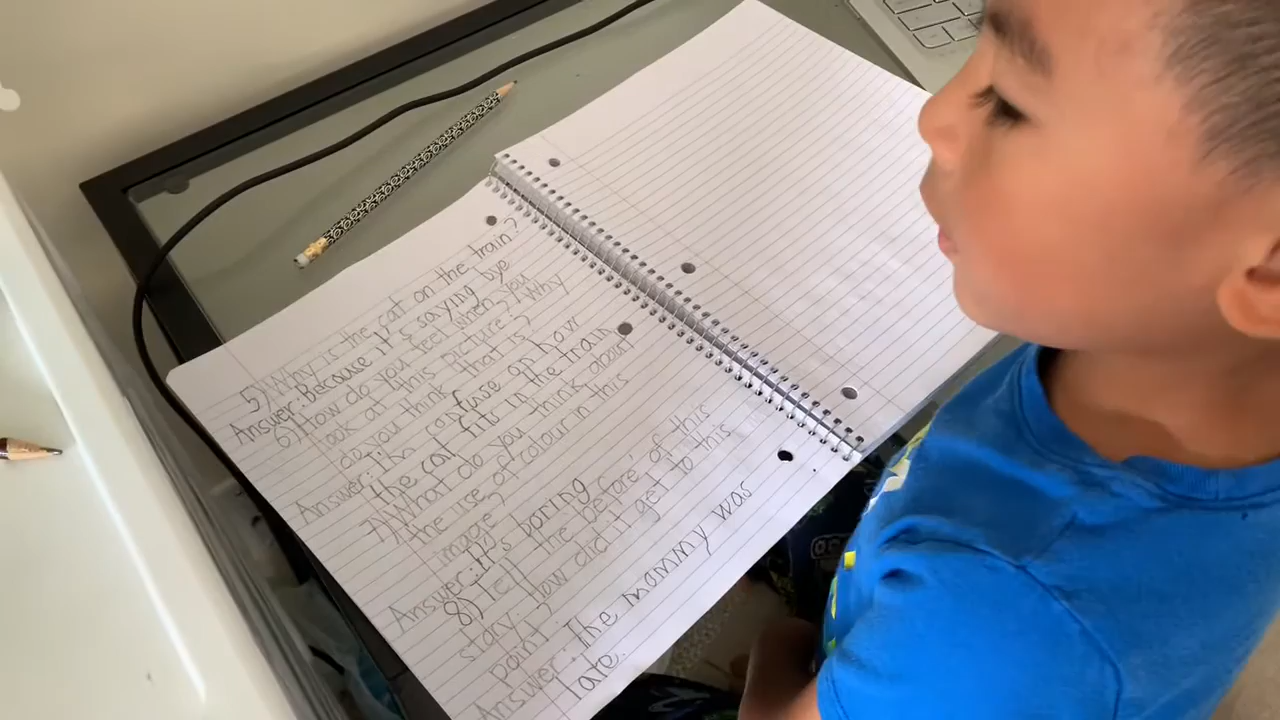 5) Why is the cat on the train?
Answer: Because it's saying bye
6) How do you feel when you
look at this picture? Why
do you think that is?
Answer: I'm confuse on how
the cat fits in the train
7) What do you think about
the use of colour in this
image?
Answer: It's boring
8) Tell the 'before' of this
story. How did it get to this
point?
Answer: The mommy was
late.